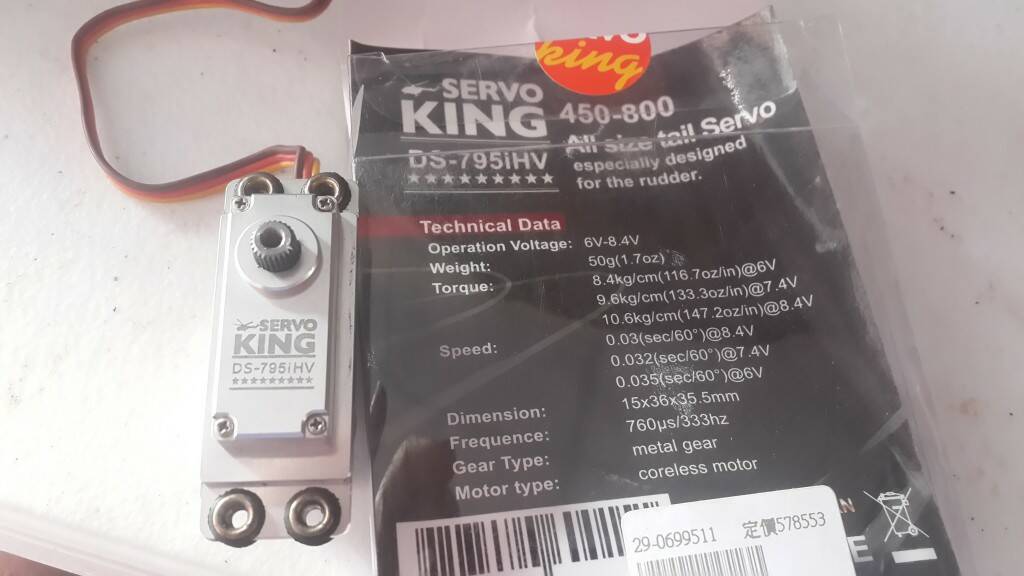 SERVO
KING
DS-795iHV
★★★★★★★★★
king
SERVO
KING
DS-795iHV
★★★★★★★★★
450-800
All size tail Servo
especially designed
for the rudder.
Technical Data
Operation Voltage: 6V-8.4V
Weight: 50g(1.7oz)
Torque: 8.4kg/cm(116.7oz/in)@6V
9.6kg/cm(133.3oz/in)@7.4V
10.6kg/cm(147.2oz/in)@8.4V
Speed: 0.03(sec/60°)@8.4V
0.032(sec/60°)@7.4V
0.035(sec/60°)@6V
Dimension: 15x36x35.5mm
Frequence: 760µs/333hz
Gear Type: metal gear
Motor type: coreless motor
29-0699511 定價578553